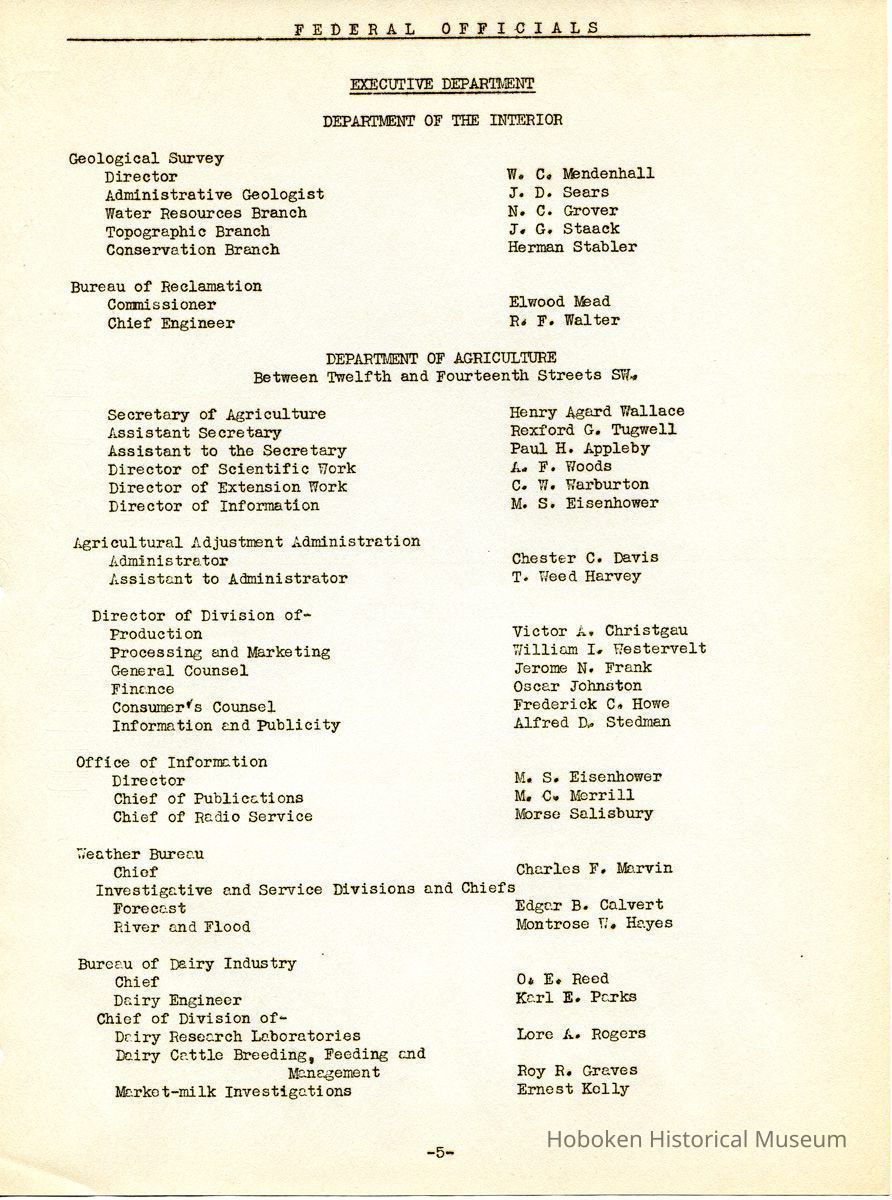 FEDERAL OFFICIALS
EXECUTIVE DEPARTMENT
DEPARTMENT OF THE INTERIOR
Geological Survey
Director W. C. Mendenhall
Administrative Geologist J. D. Sears
Water Resources Branch N. C. Grover
Topographic Branch J. G. Staack
Conservation Branch Herman Stabler
Bureau of Reclamation
Commissioner Elwood Mead
Chief Engineer R. F. Walter
DEPARTMENT OF AGRICULTURE
Between Twelfth and Fourteenth Streets SW.
Secretary of Agriculture Henry Agard Wallace
Assistant Secretary Rexford G. Tugwell
Assistant to the Secretary Paul H. Appleby
Director of Scientific Work A. F. Woods
Director of Extension Work C. W. Warburton
Director of Information M. S. Eisenhower
Agricultural Adjustment Administration
Administrator Chester C. Davis
Assistant to Administrator T. Weed Harvey
Director of Division of-
Production Victor A. Christgau
Processing and Marketing William I. Westervelt
General Counsel Jerome N. Frank
Finance Oscar Johnston
Consumer's Counsel Frederick C. Howe
Information and Publicity Alfred D. Stedman
Office of Information
Director M. S. Eisenhower
Chief of Publications M. C. Merrill
Chief of Radio Service Morse Salisbury
Weather Bureau
Chief Charles F. Marvin
Investigative and Service Divisions and Chiefs
Forecast Edgar B. Calvert
River and Flood Montrose W. Hayes
Bureau of Dairy Industry
Chief O. E. Reed
Dairy Engineer Karl E. Parks
Chief of Division of-
Dairy Research Laboratories Lore A. Rogers
Dairy Cattle Breeding, Feeding and
Management Roy R. Graves
Market-milk Investigations Ernest Kelly
-5-
Hoboken Historical Museum